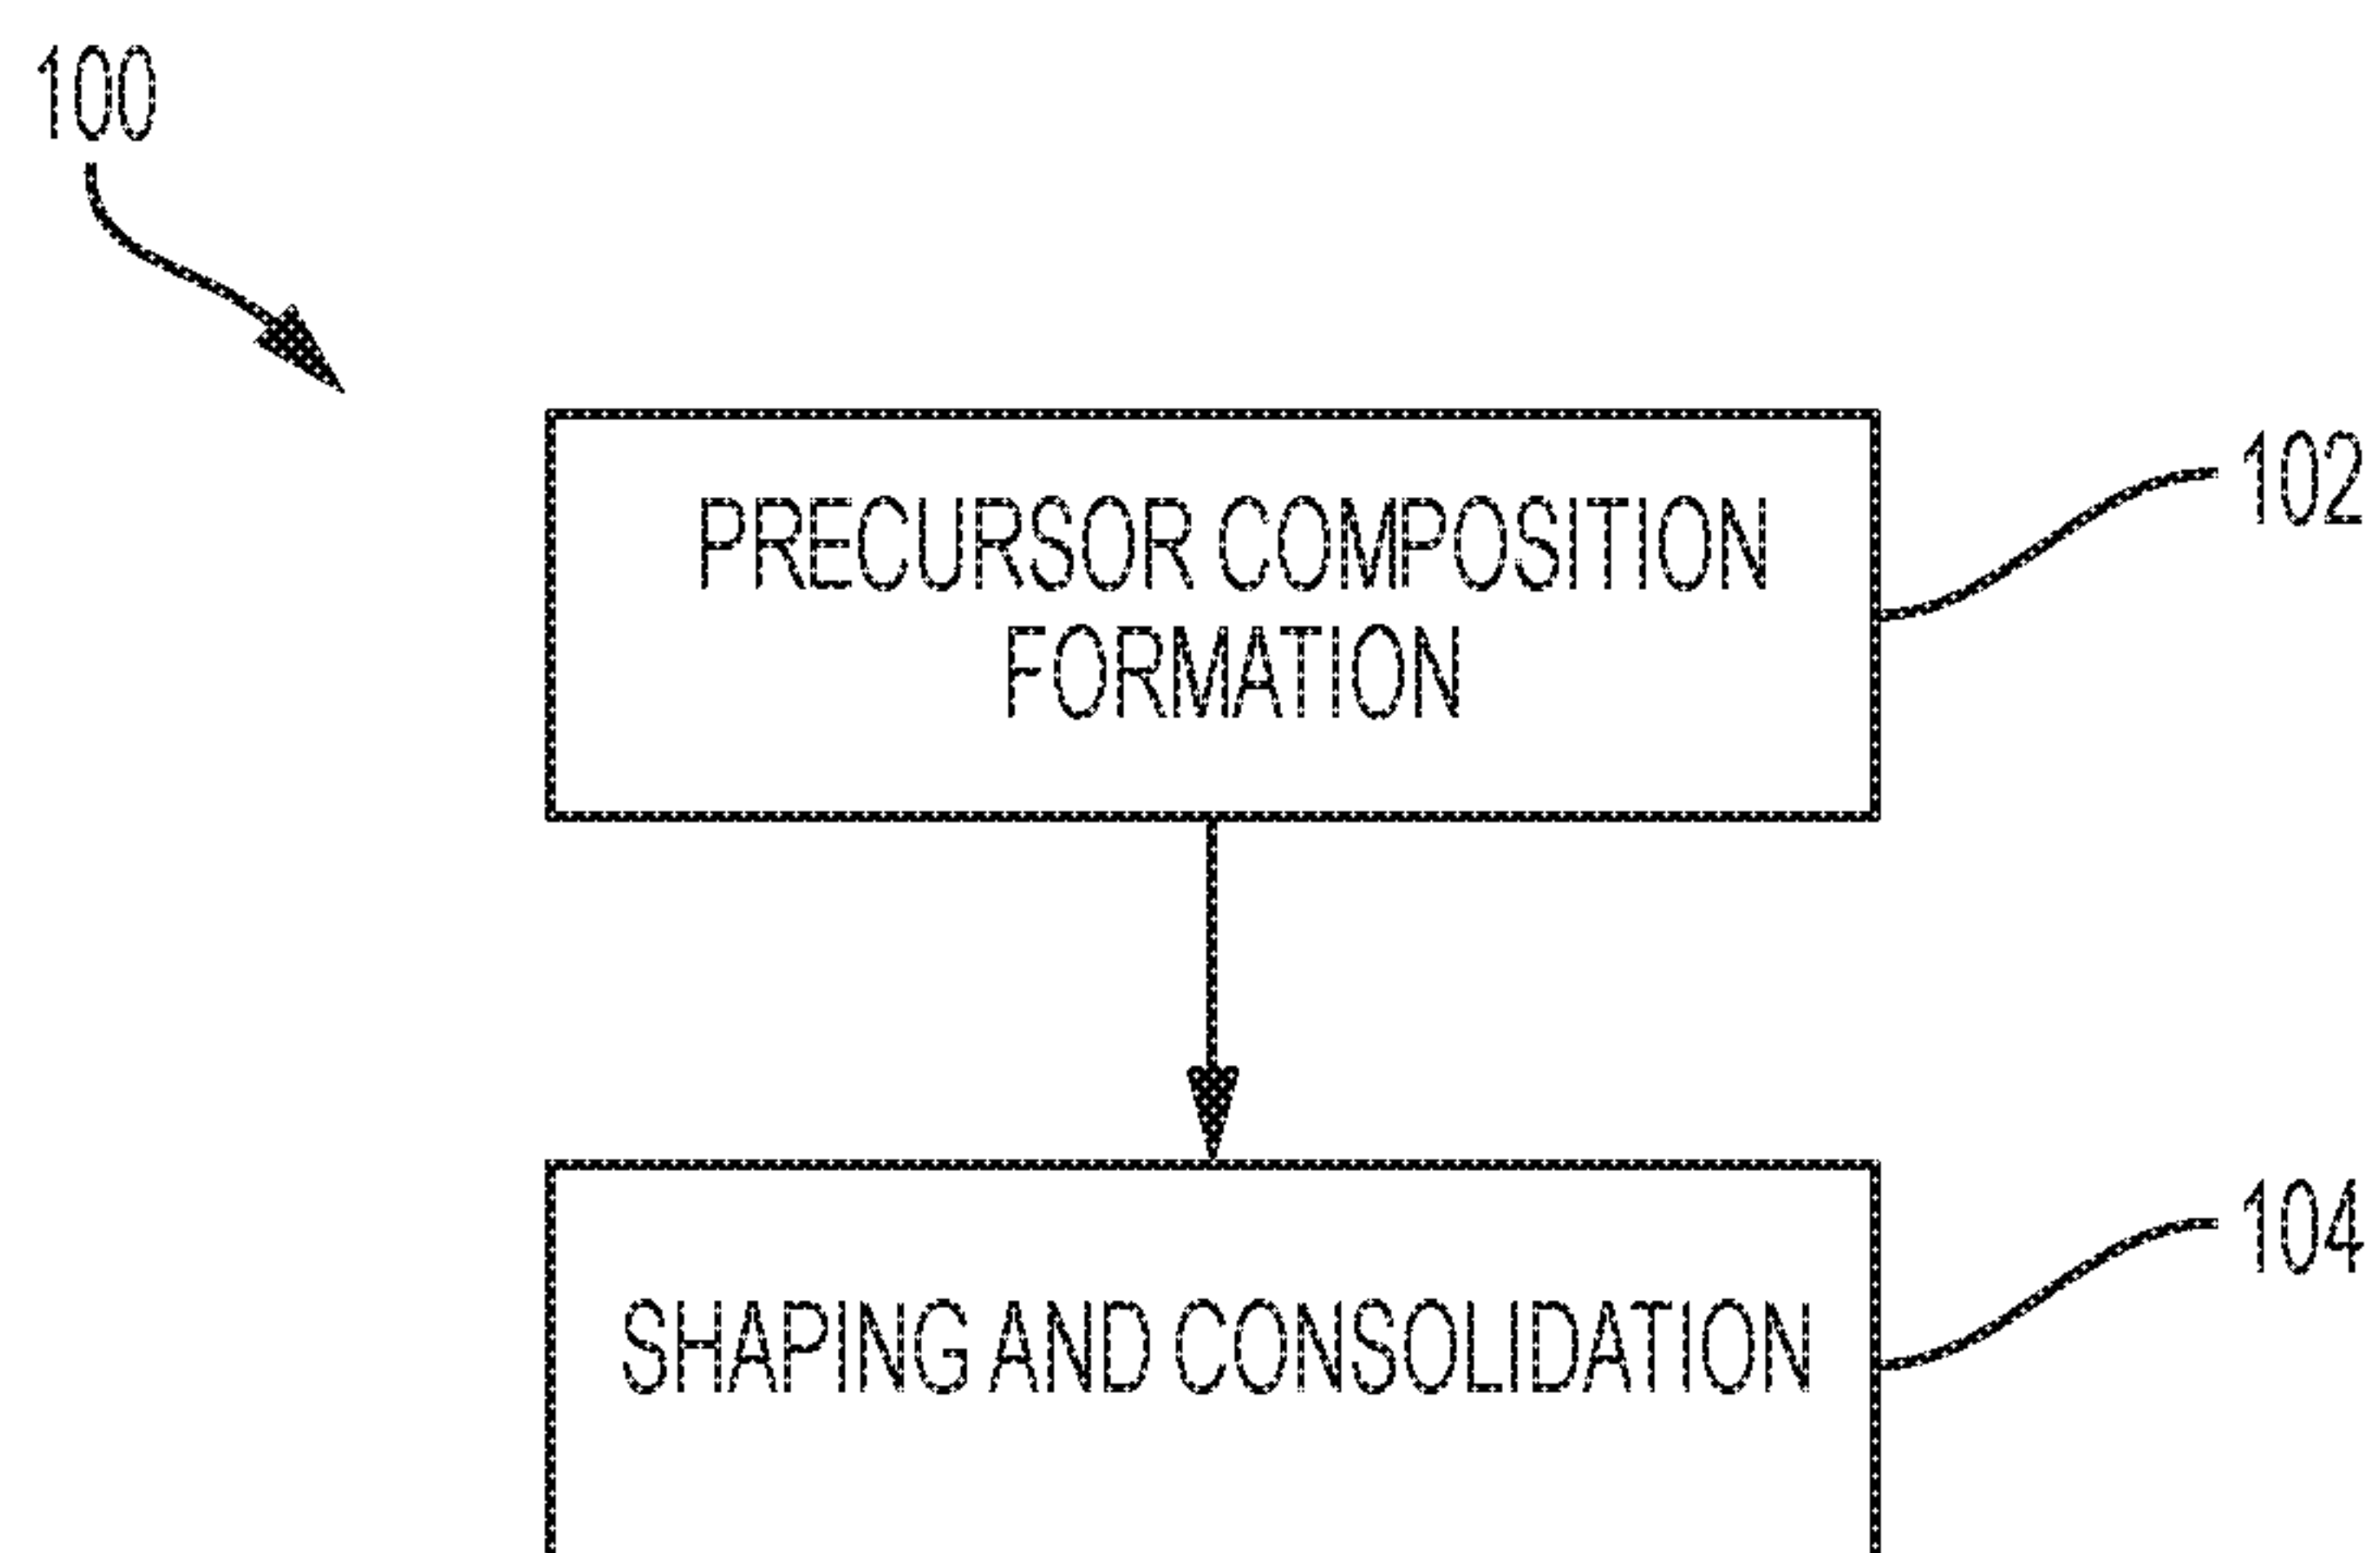 100
PRECURSOR COMPOSITION
FORMATION
102
SHAPING AND CONSOLIDATION
104